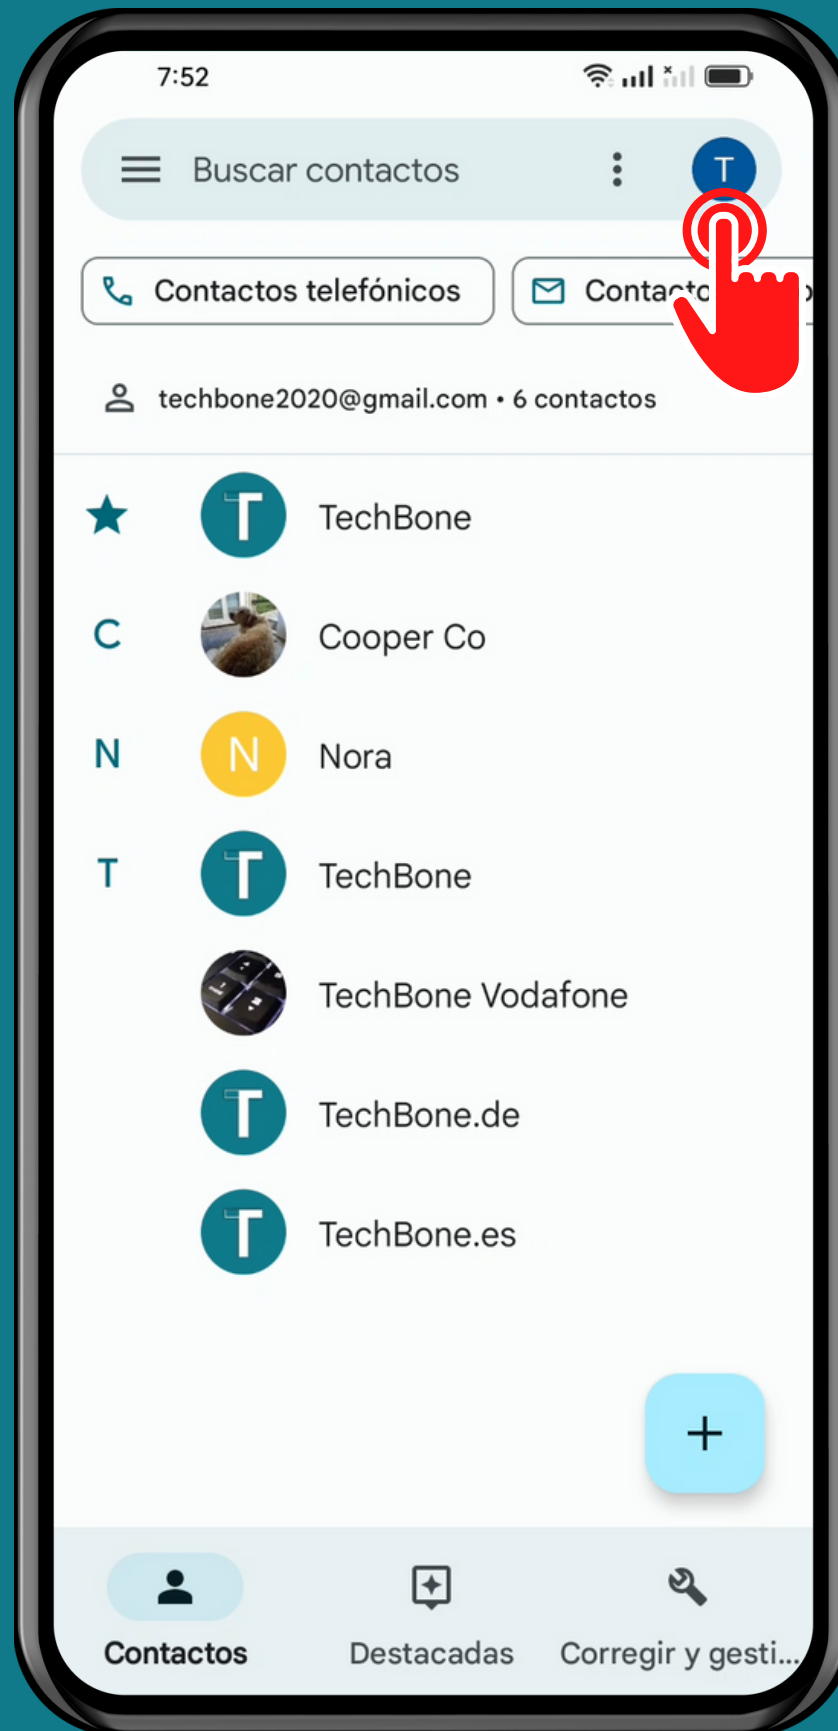 7:52
Buscar contactos
T
Contactos telefónicos
techbone2020@gmail.com • 6 contactos
T TechBone
C Cooper Co
N N Nora
T T TechBone
TechBone Vodafone
T TechBone.de
T TechBone.es
+
Contactos Destacadas Corregir y gesti...